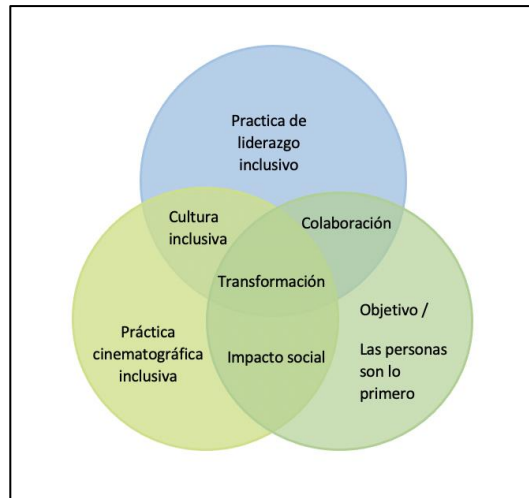 Practica de
liderazgo
inclusivo
Cultura
inclusiva
Colaboración
Transformación
Objetivo /
Las personas
son lo
primero
Práctica
cinematográfica
inclusiva
Impacto social